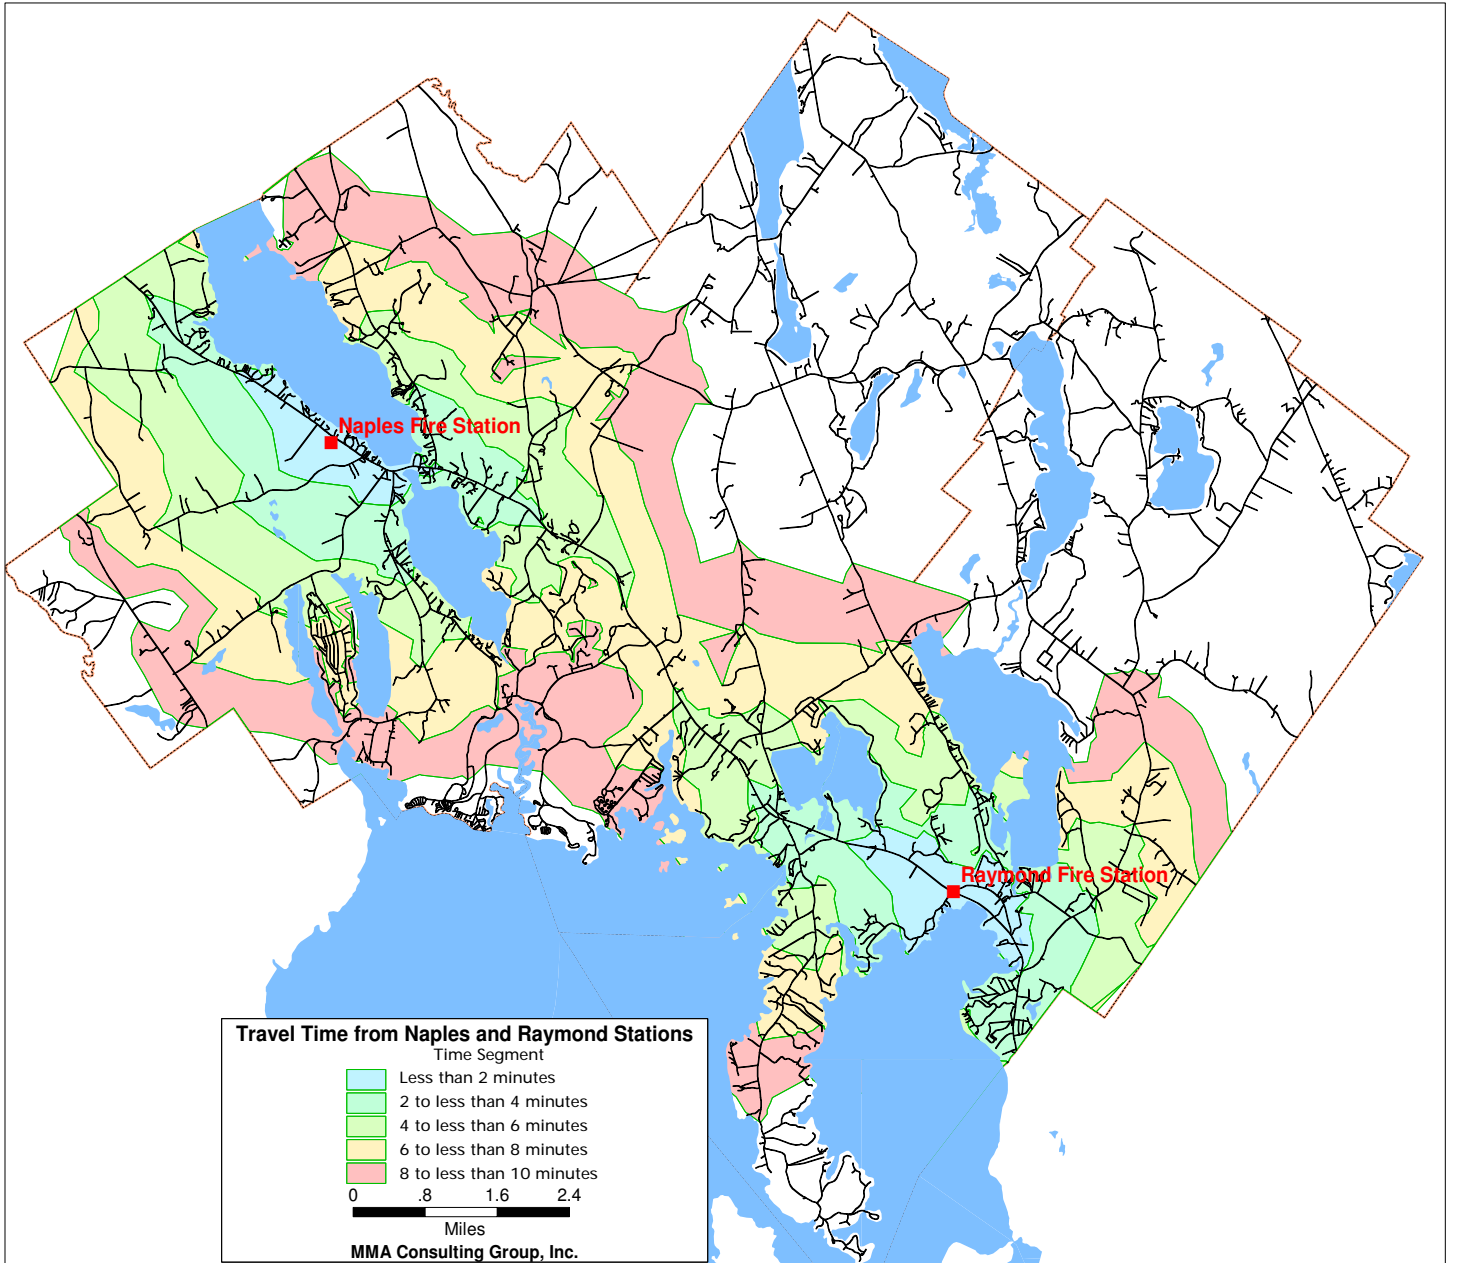 Naples Fire Station
Raymond Fire Station
Travel Time from Naples and Raymond Stations
Time Segment
Less than 2 minutes
2 to less than 4 minutes
4 to less than 6 minutes
6 to less than 8 minutes
8 to less than 10 minutes
0 .8 1.6 2.4
Miles
MMA Consulting Group, Inc.